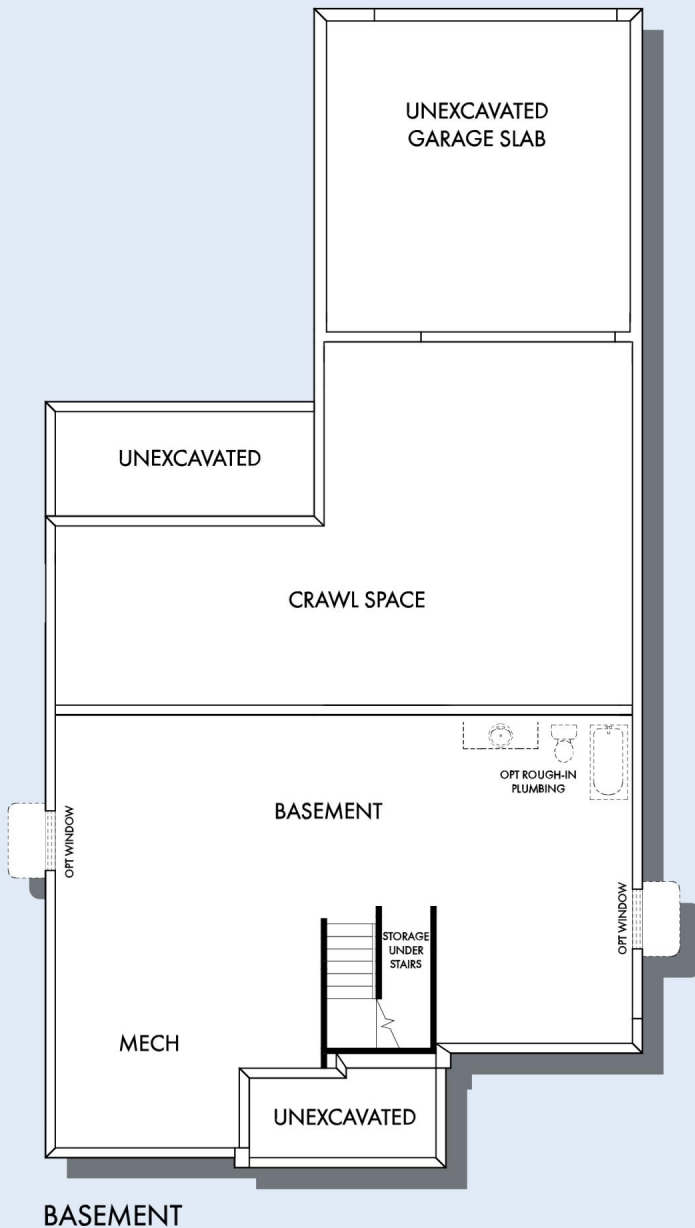 UNEXCAVATED
GARAGE SLAB
UNEXCAVATED
CRAWL SPACE
OPT ROUGH-IN
PLUMBING
BASEMENT
OPT WINDOW
OPT WINDOW
STORAGE
UNDER
STAIRS
MECH
UNEXCAVATED
BASEMENT